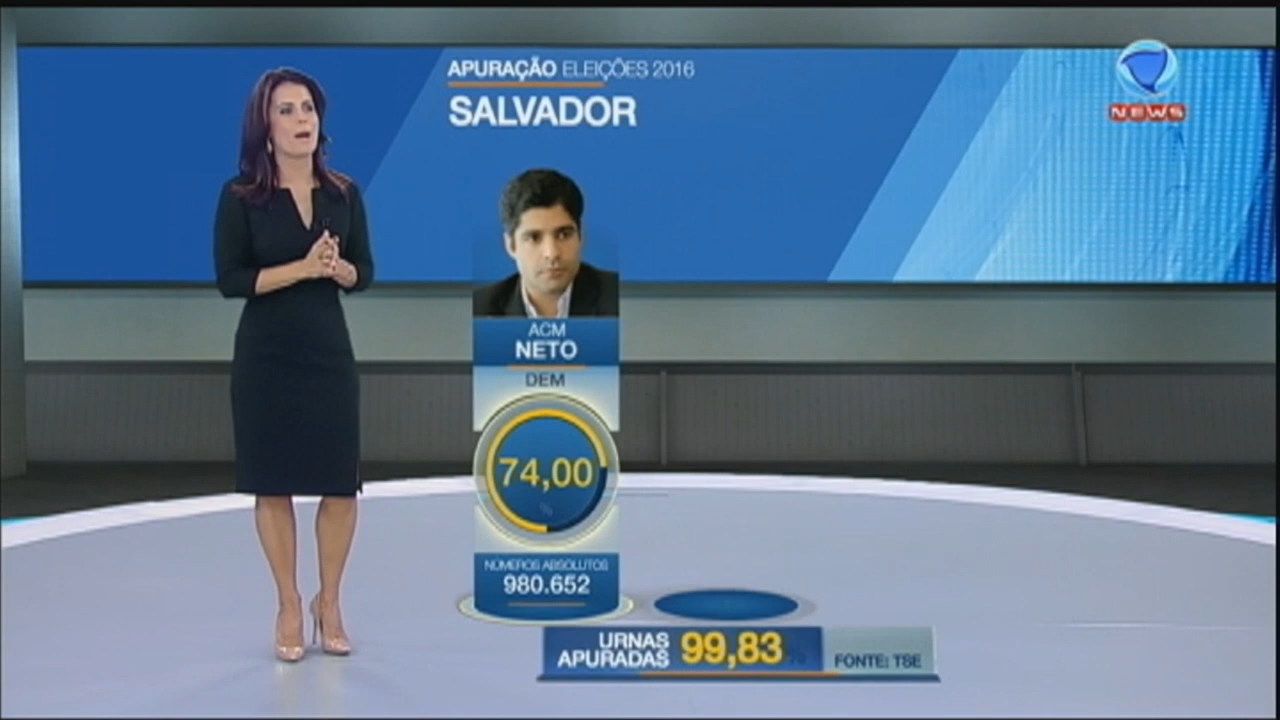 APURAÇÃO ELEIÇÕES 2016
SALVADOR
NEWS
ACM
NETO
DEM
74,00
%
NÚMEROS ABSOLUTOS
980.652
URNAS
APURADAS
99,83%
FONTE: TSE